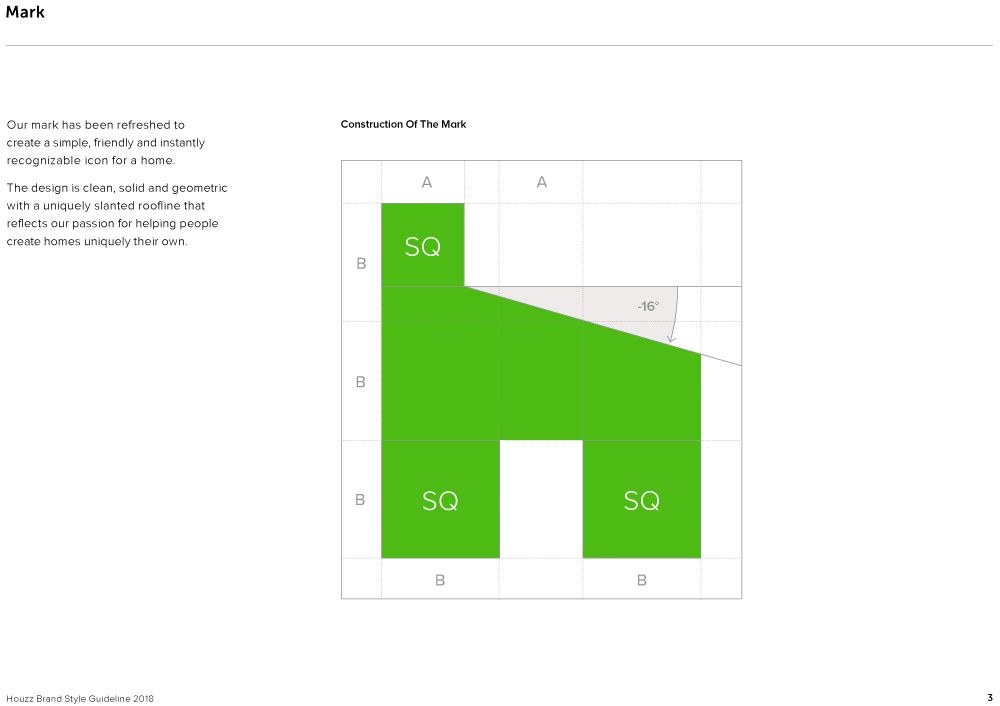 Mark
Our mark has been refreshed to
create a simple, friendly and instantly
recognizable icon for a home.
The design is clean, solid and geometric
with a uniquely slanted roofline that
reflects our passion for helping people
create homes uniquely their own.
Construction Of The Mark
A A
SQ
B
-16°
B
B SQ SQ
B B
Houzz Brand Style Guideline 2018 3